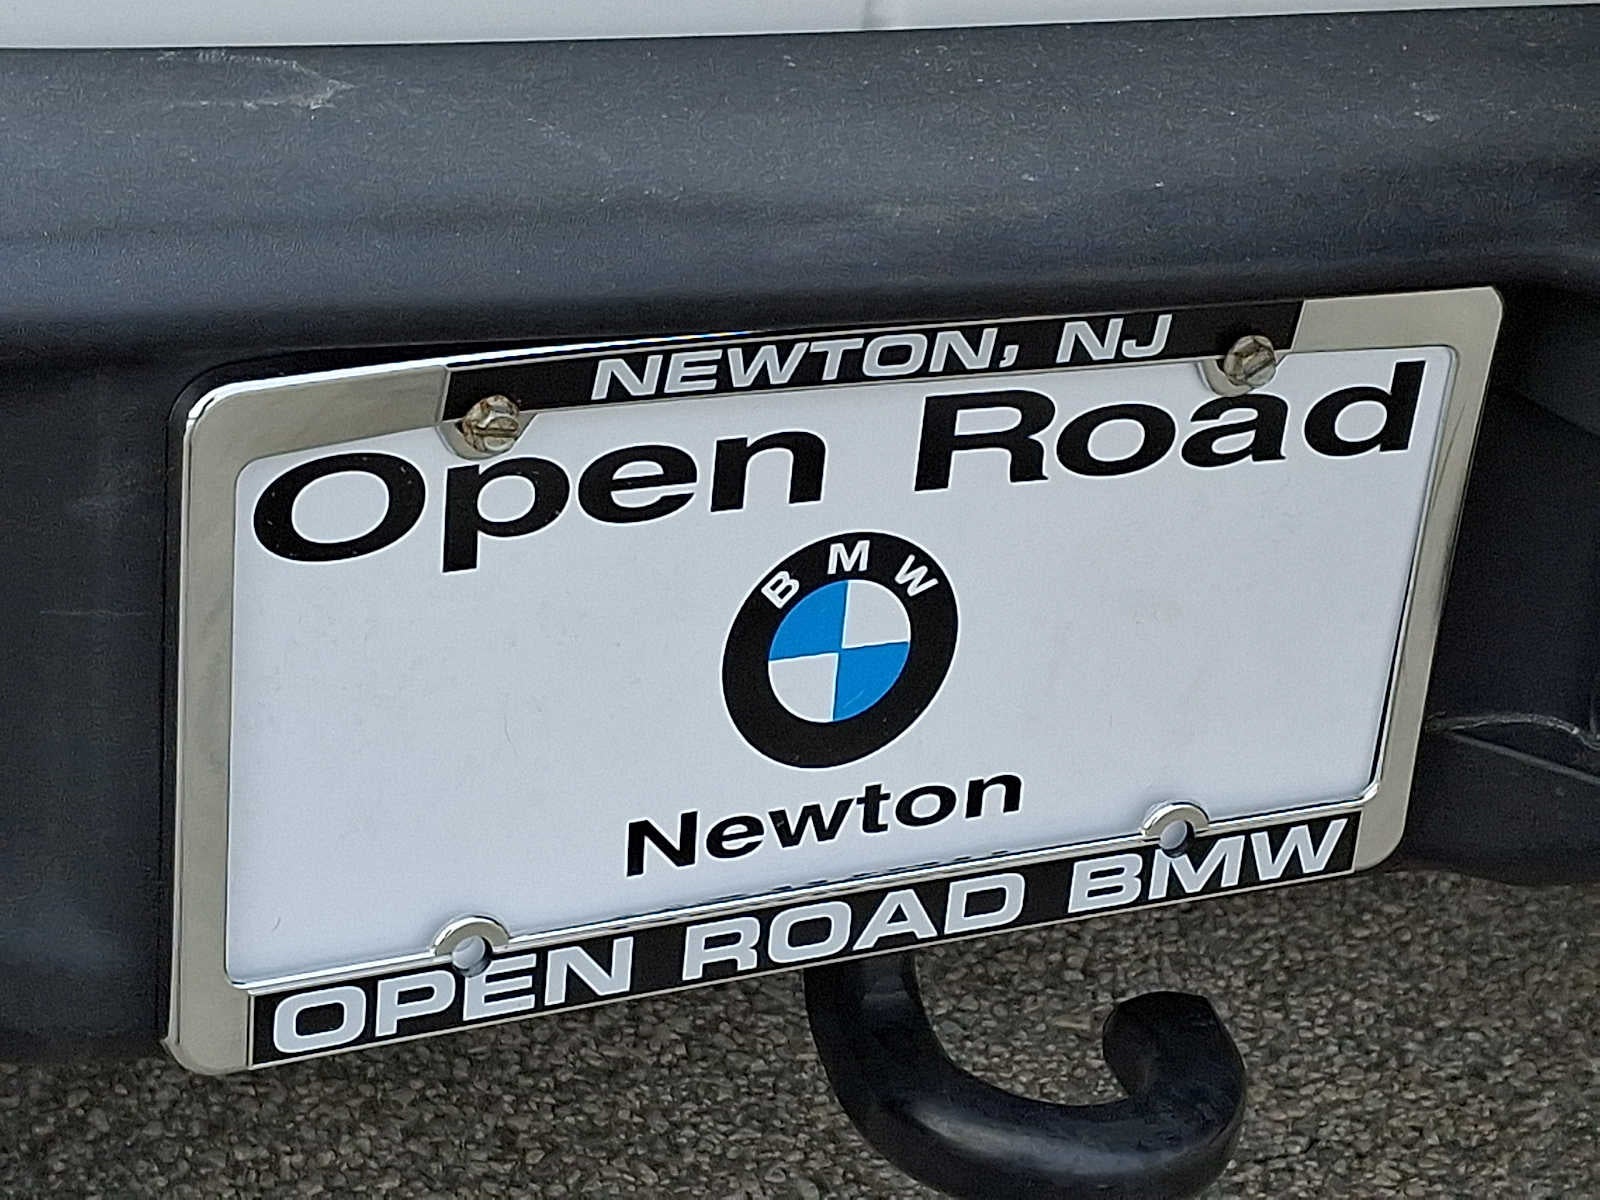 NEWTON, NJ
Open Road
BMW
Newton
OPEN ROAD BMW